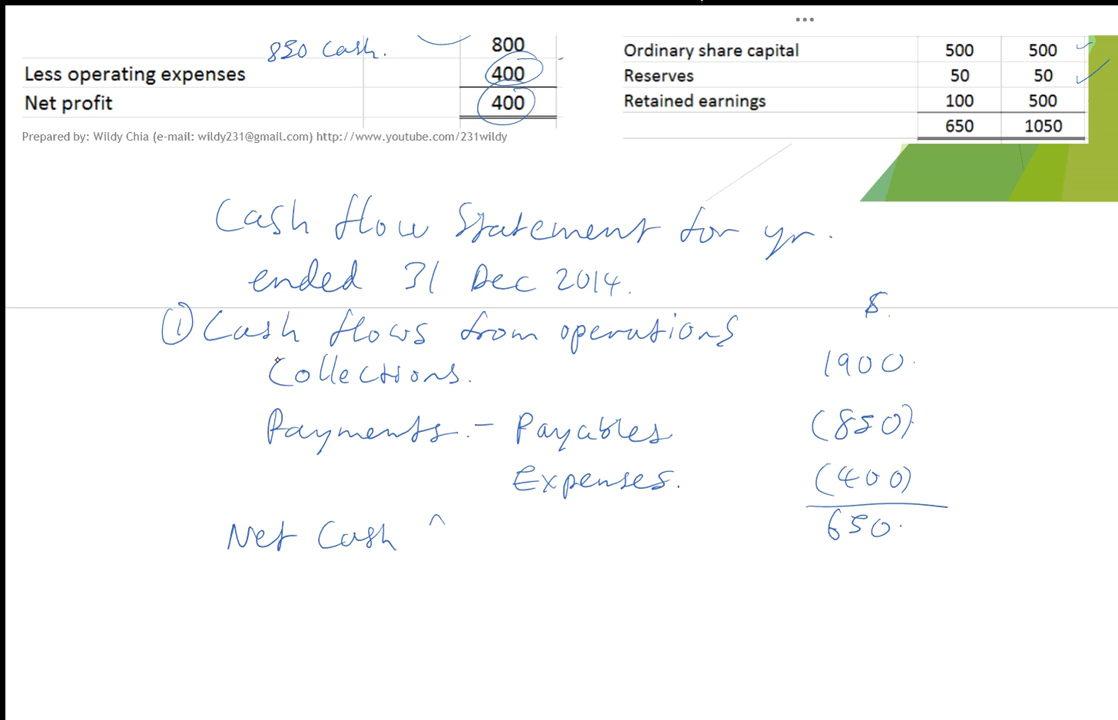 850 cash.
800
Less operating expenses 400
Net profit 400
Prepared by: Wildy Chia (e-mail: wildy231@gmail.com) http://www.youtube.com/231wildy
Ordinary share capital 500 500
Reserves 50 50
Retained earnings 100 500
650 1050
Cash flow Statement for yr.
ended 31 Dec 2014.
$
① Cash flows from operations
Collections. 1900.
Payments. - Payables (850)
Expenses. (400)
Net Cash 650.